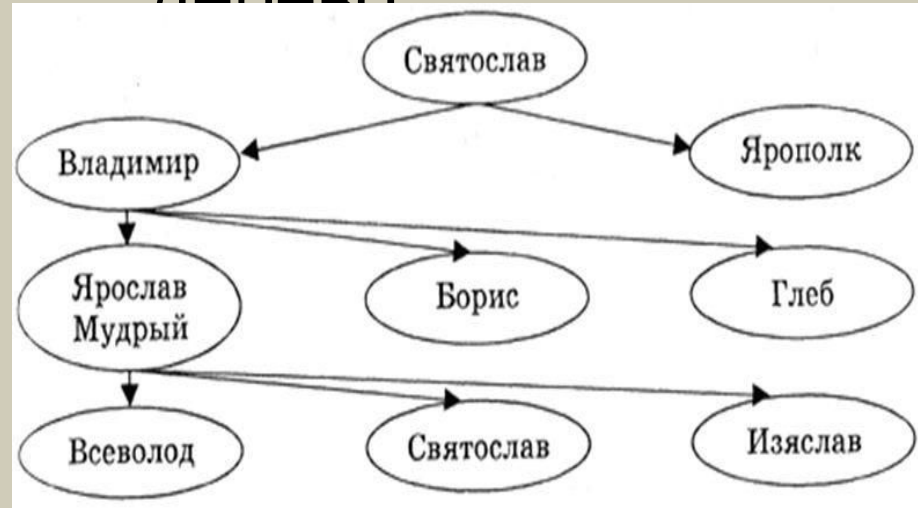 Святослав
Владимир
Ярополк
Ярослав
Мудрый
Борис
Глеб
Всеволод
Святослав
Изяслав